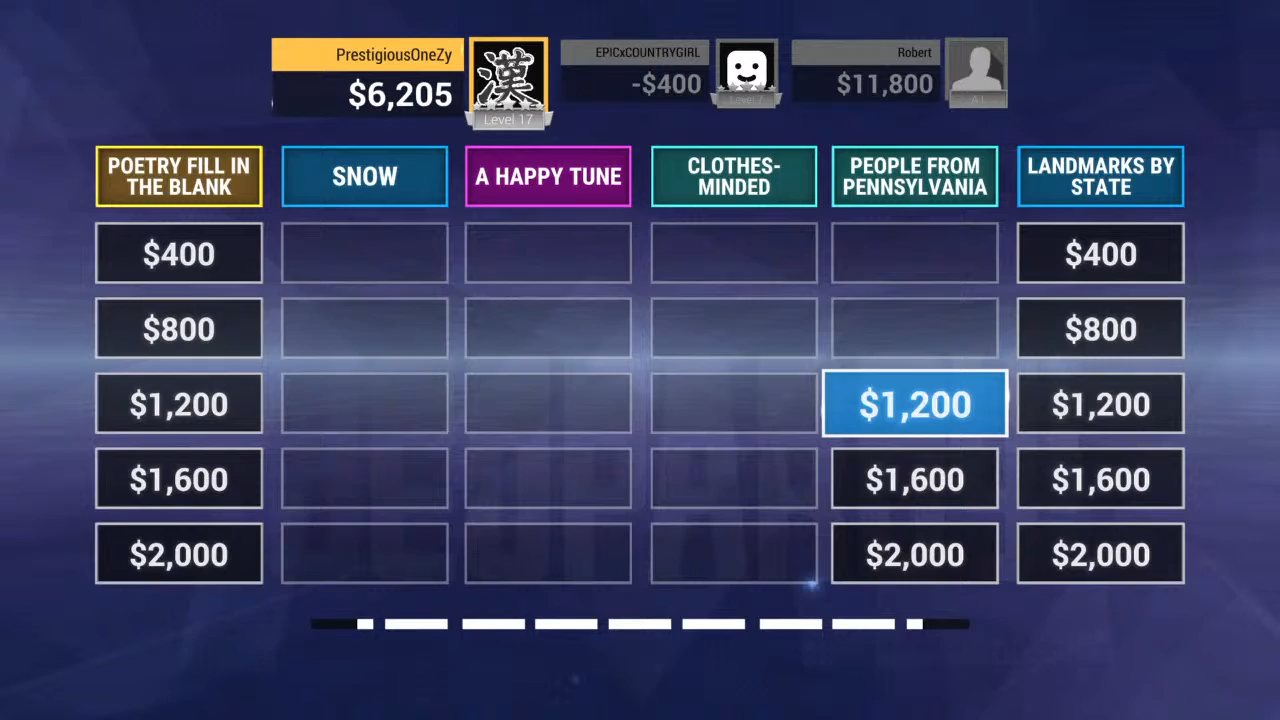 PrestigiousOneZy
$6,205
漢
Level 17
EPICxCOUNTRYGIRL
-$400
Level 7
Robert
$11,800
A.I.
POETRY FILL IN
THE BLANK
SNOW
A HAPPY TUNE
CLOTHES-
MINDED
PEOPLE FROM
PENNSYLVANIA
LANDMARKS BY
STATE
$400
$400
$800
$800
$1,200
$1,200
$1,200
$1,600
$1,600
$1,600
$2,000
$2,000
$2,000